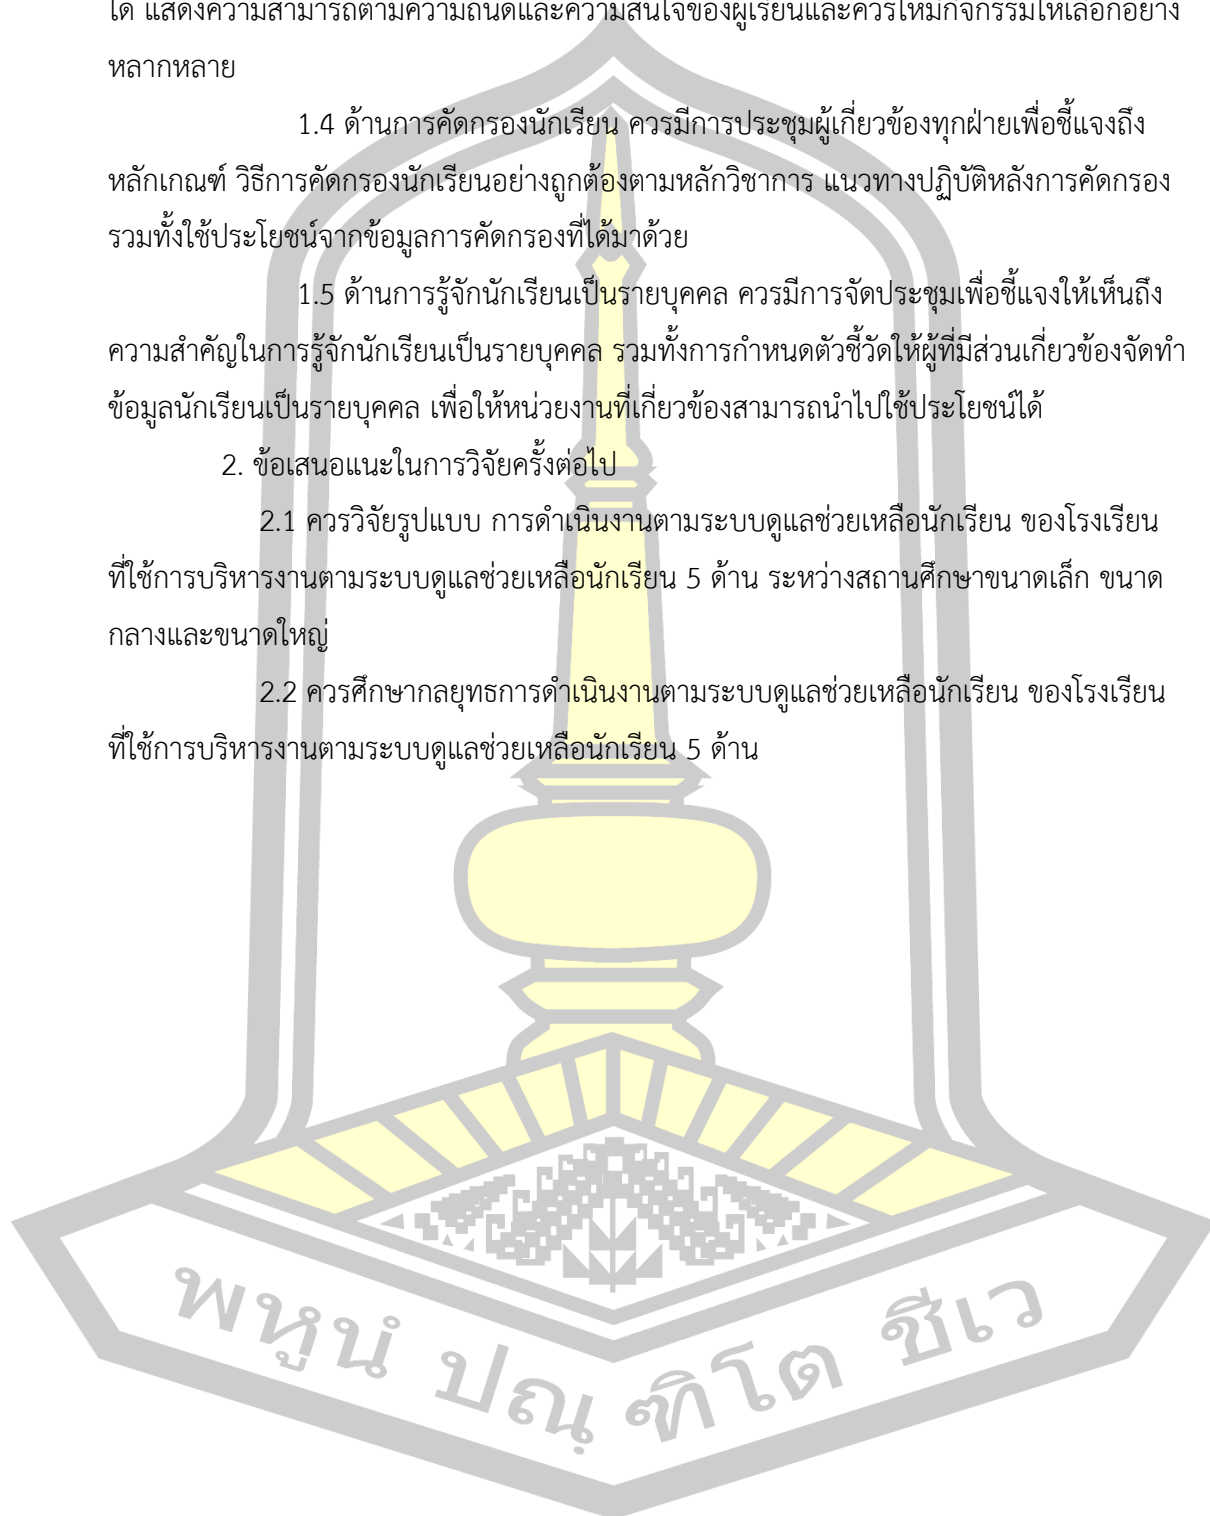 ได้ แสดงความสามารถตามความถนัดและความสนใจของผู้เรียนและควรให้มีกิจกรรมให้เลือกอย่าง
หลากหลาย
1.4 ด้านการคัดกรองนักเรียน ควรมีการประชุมผู้เกี่ยวข้องทุกฝ่ายเพื่อชี้แจงถึง
หลักเกณฑ์ วิธีการคัดกรองนักเรียนอย่างถูกต้องตามหลักวิชาการ แนวทางปฏิบัติหลังการคัดกรอง
รวมทั้งใช้ประโยชน์จากข้อมูลการคัดกรองที่ได้มาด้วย
1.5 ด้านการรู้จักนักเรียนเป็นรายบุคคล ควรมีการจัดประชุมเพื่อชี้แจงให้เห็นถึง
ความสำคัญในการรู้จักนักเรียนเป็นรายบุคคล รวมทั้งการกำหนดตัวชี้วัดให้ผู้ที่มีส่วนเกี่ยวข้องจัดทำ
ข้อมูลนักเรียนเป็นรายบุคคล เพื่อให้หน่วยงานที่เกี่ยวข้องสามารถนำไปใช้ประโยชน์ได้
2. ข้อเสนอแนะในการวิจัยครั้งต่อไป
2.1 ควรวิจัยรูปแบบ การดำเนินงานตามระบบดูแลช่วยเหลือนักเรียน ของโรงเรียน
ที่ใช้การบริหารงานตามระบบดูแลช่วยเหลือนักเรียน 5 ด้าน ระหว่างสถานศึกษาขนาดเล็ก ขนาด
กลางและขนาดใหญ่
2.2 ควรศึกษากลยุทธการดำเนินงานตามระบบดูแลช่วยเหลือนักเรียน ของโรงเรียน
ที่ใช้การบริหารงานตามระบบดูแลช่วยเหลือนักเรียน 5 ด้าน
พหูนํ ปณฺ ฑิโต ชีเว